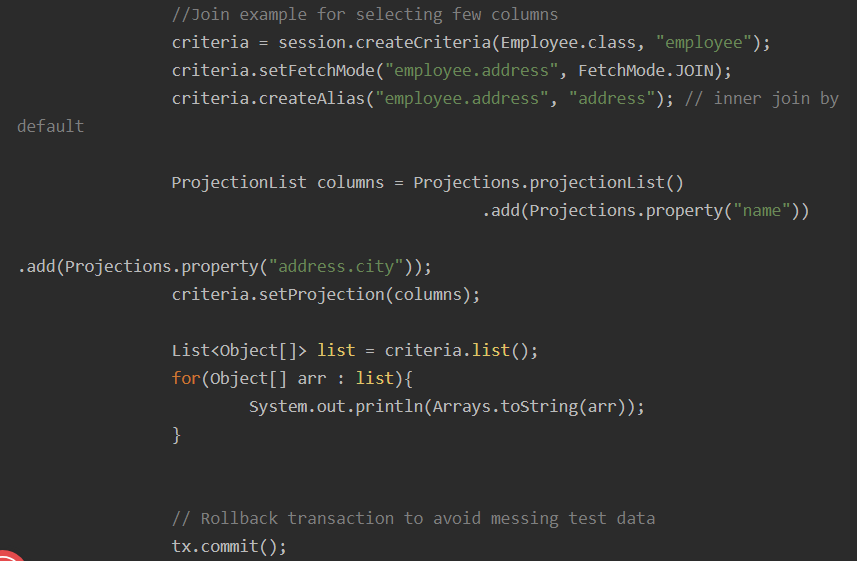 //Join example for selecting few columns
criteria = session.createCriteria(Employee.class, "employee");
criteria.setFetchMode("employee.address", FetchMode.JOIN);
criteria.createAlias("employee.address", "address"); // inner join by
default
ProjectionList columns = Projections.projectionList()
.add(Projections.property("name"))
.add(Projections.property("address.city"));
criteria.setProjection(columns);
List<Object[]> list = criteria.list();
for(Object[] arr : list){
System.out.println(Arrays.toString(arr));
}
// Rollback transaction to avoid messing test data
tx.commit();